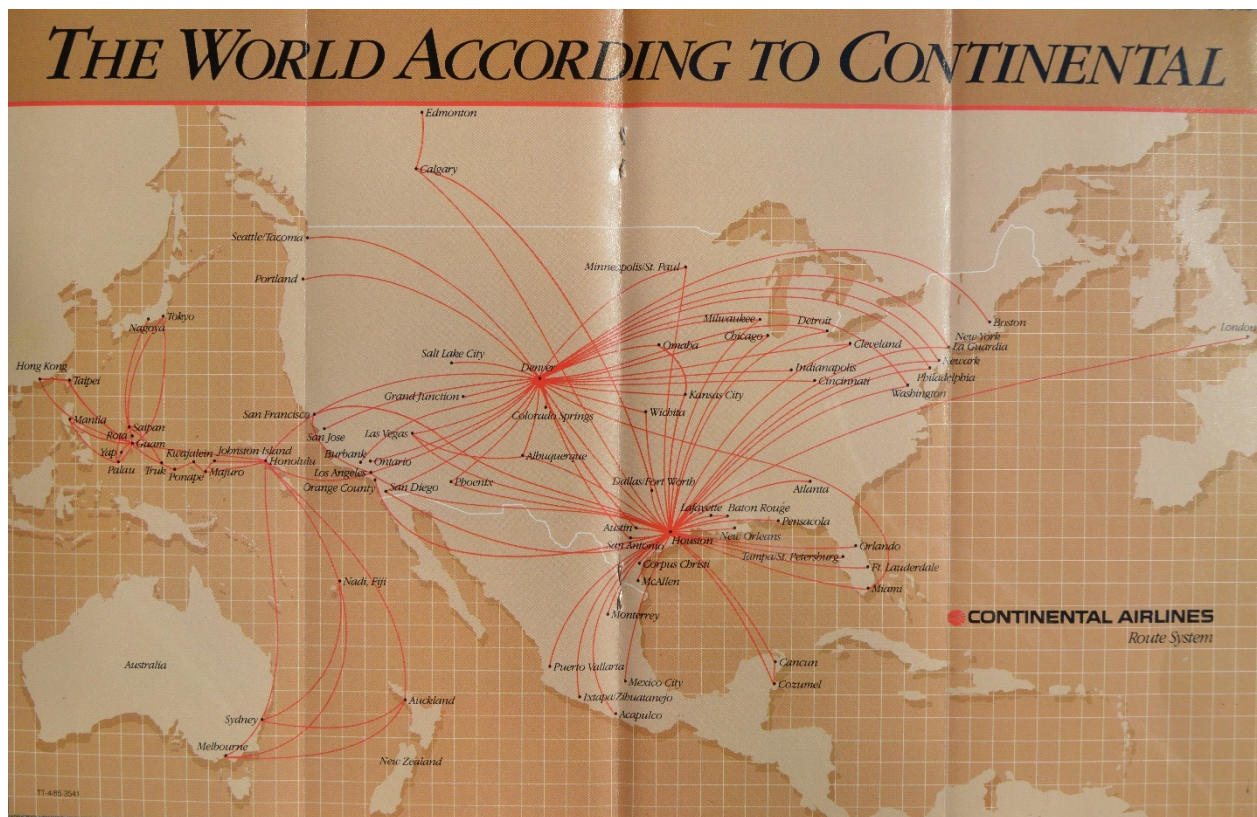 THE WORLD ACCORDING TO CONTINENTAL
Edmonton
Calgary
Seattle/Tacoma
Portland
Minneapolis/St. Paul
Tokyo
Nagoya
Milwaukee
Detroit
Boston
Chicago
New York
La Guardia
London
Omaha
Cleveland
Newark
Salt Lake City
Denver
Indianapolis
Philadelphia
Hong Kong
Taipei
Cincinnati
Washington
Grand Junction
Kansas City
Colorado Springs
Wichita
San Francisco
Manila
Saipan
San Jose
Las Vegas
Rota
Guam
Yap
Kwajalein
Johnston Island
Burbank
Ontario
Albuquerque
Palau
Truk
Ponape
Majuro
Honolulu
Los Angeles
Orange County
San Diego
Phoenix
Dallas/Fort Worth
Atlanta
Lafayette
Baton Rouge
Pensacola
Austin
Houston
New Orleans
San Antonio
Orlando
Tampa/St. Petersburg
Corpus Christi
Ft. Lauderdale
Nadi, Fiji
McAllen
Miami
Monterrey
CONTINENTAL AIRLINES
Route System
Australia
Puerto Vallarta
Cancun
Mexico City
Cozumel
Ixtapa/Zihuatanejo
Auckland
Acapulco
Sydney
Melbourne
New Zealand
TT-4/85-3541